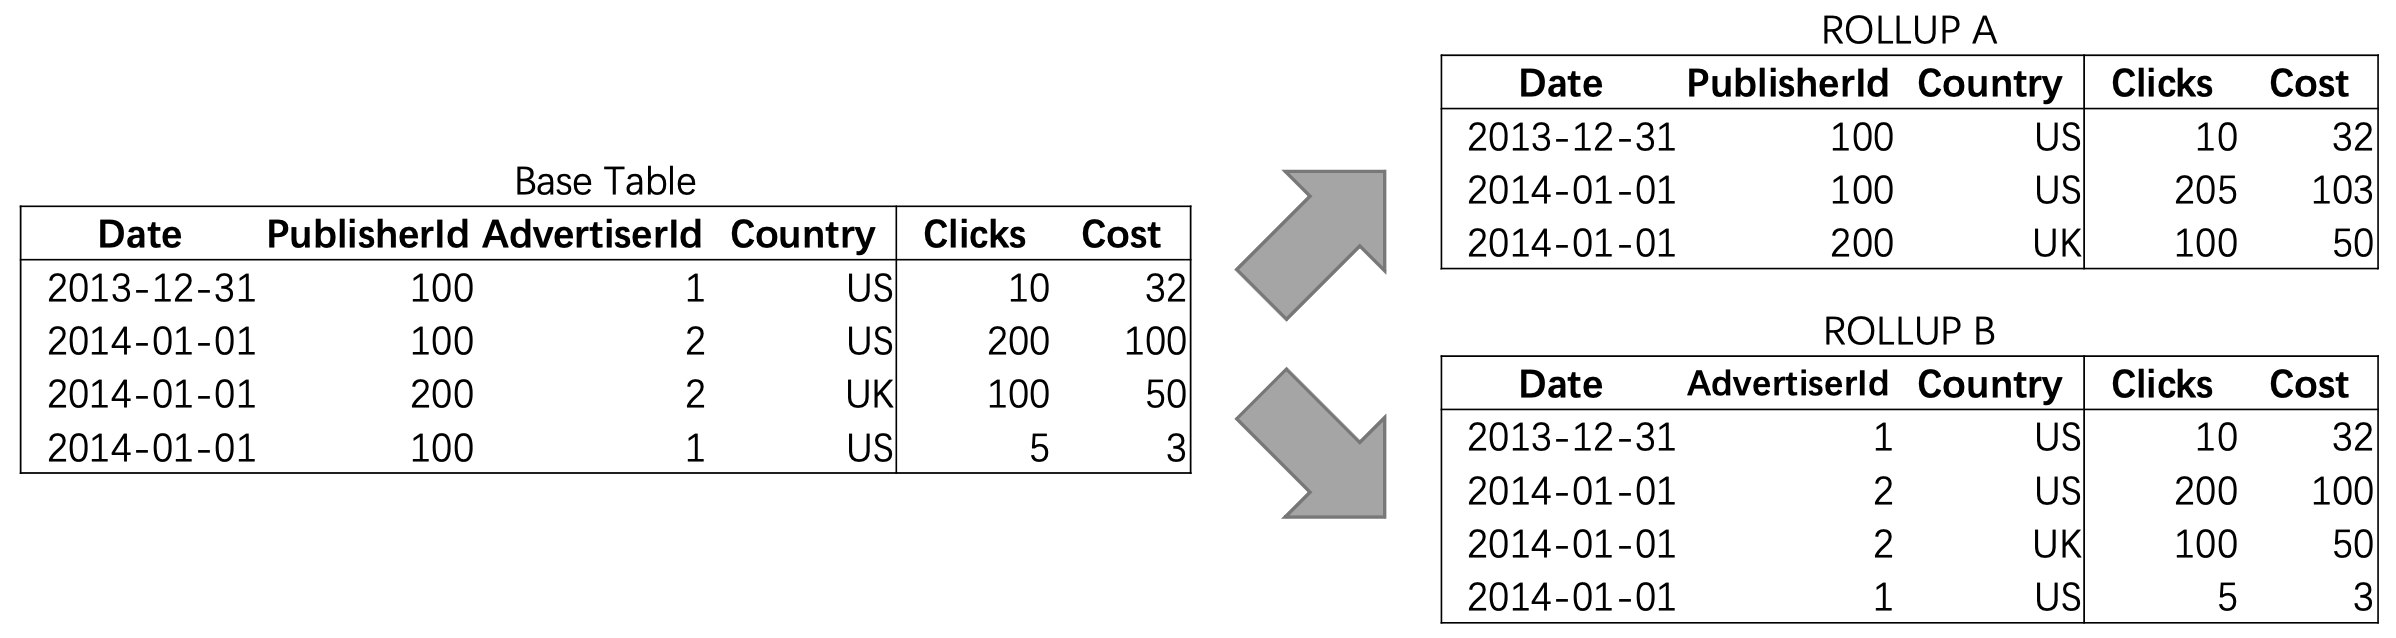 Base Table
Date PublisherId AdvertiserId Country Clicks Cost
2013-12-31 100 1 US 10 32
2014-01-01 100 2 US 200 100
2014-01-01 200 2 UK 100 50
2014-01-01 100 1 US 5 3
ROLLUP A
Date PublisherId Country Clicks Cost
2013-12-31 100 US 10 32
2014-01-01 100 US 205 103
2014-01-01 200 UK 100 50
ROLLUP B
Date AdvertiserId Country Clicks Cost
2013-12-31 1 US 10 32
2014-01-01 2 US 200 100
2014-01-01 2 UK 100 50
2014-01-01 1 US 5 3